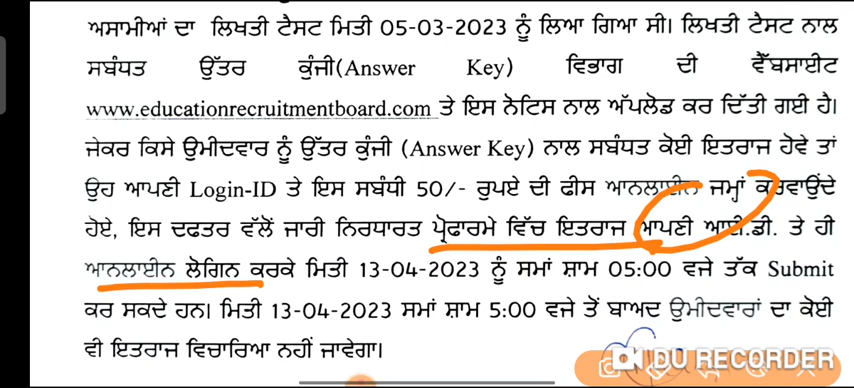 ਅਸਾਮੀਆਂ ਦਾ ਲਿਖਤੀ ਟੈਸਟ ਮਿਤੀ 05-03-2023 ਨੂੰ ਲਿਆ ਗਿਆ ਸੀ। ਲਿਖਤੀ ਟੈਸਟ ਨਾਲ
ਸਬੰਧਤ ਉੱਤਰ ਕੁੰਜੀ(Answer Key) ਵਿਭਾਗ ਦੀ ਵੈੱਬਸਾਈਟ
www.educationrecruitmentboard.com ਤੇ ਇਸ ਨੋਟਿਸ ਨਾਲ ਅੱਪਲੋਡ ਕਰ ਦਿੱਤੀ ਗਈ ਹੈ।
ਜੇਕਰ ਕਿਸੇ ਉਮੀਦਵਾਰ ਨੂੰ ਉੱਤਰ ਕੁੰਜੀ (Answer Key) ਨਾਲ ਸਬੰਧਤ ਕੋਈ ਇਤਰਾਜ ਹੋਵੇ ਤਾਂ
ਉਹ ਆਪਣੀ Login-ID ਤੇ ਇਸ ਸਬੰਧੀ 50/- ਰੁਪਏ ਦੀ ਫੀਸ ਆਨਲਾਈਨ ਜਮ੍ਹਾਂ ਕਰਵਾਉਂਦੇ
ਹੋਏ, ਇਸ ਦਫਤਰ ਵੱਲੋਂ ਜਾਰੀ ਨਿਰਧਾਰਤ ਪ੍ਰੋਫਾਰਮੇ ਵਿੱਚ ਇਤਰਾਜ ਆਪਣੀ ਆਈ.ਡੀ. ਤੇ ਹੀ
ਆਨਲਾਈਨ ਲੋਗਿਨ ਕਰਕੇ ਮਿਤੀ 13-04-2023 ਨੂੰ ਸਮਾਂ ਸ਼ਾਮ 05:00 ਵਜੇ ਤੱਕ Submit
ਕਰ ਸਕਦੇ ਹਨ। ਮਿਤੀ 13-04-2023 ਸਮਾਂ ਸ਼ਾਮ 5:00 ਵਜੇ ਤੋਂ ਬਾਅਦ ਉਮੀਦਵਾਰਾਂ ਦਾ ਕੋਈ
ਵੀ ਇਤਰਾਜ ਵਿਚਾਰਿਆ ਨਹੀਂ ਜਾਵੇਗਾ।
DU RECORDER